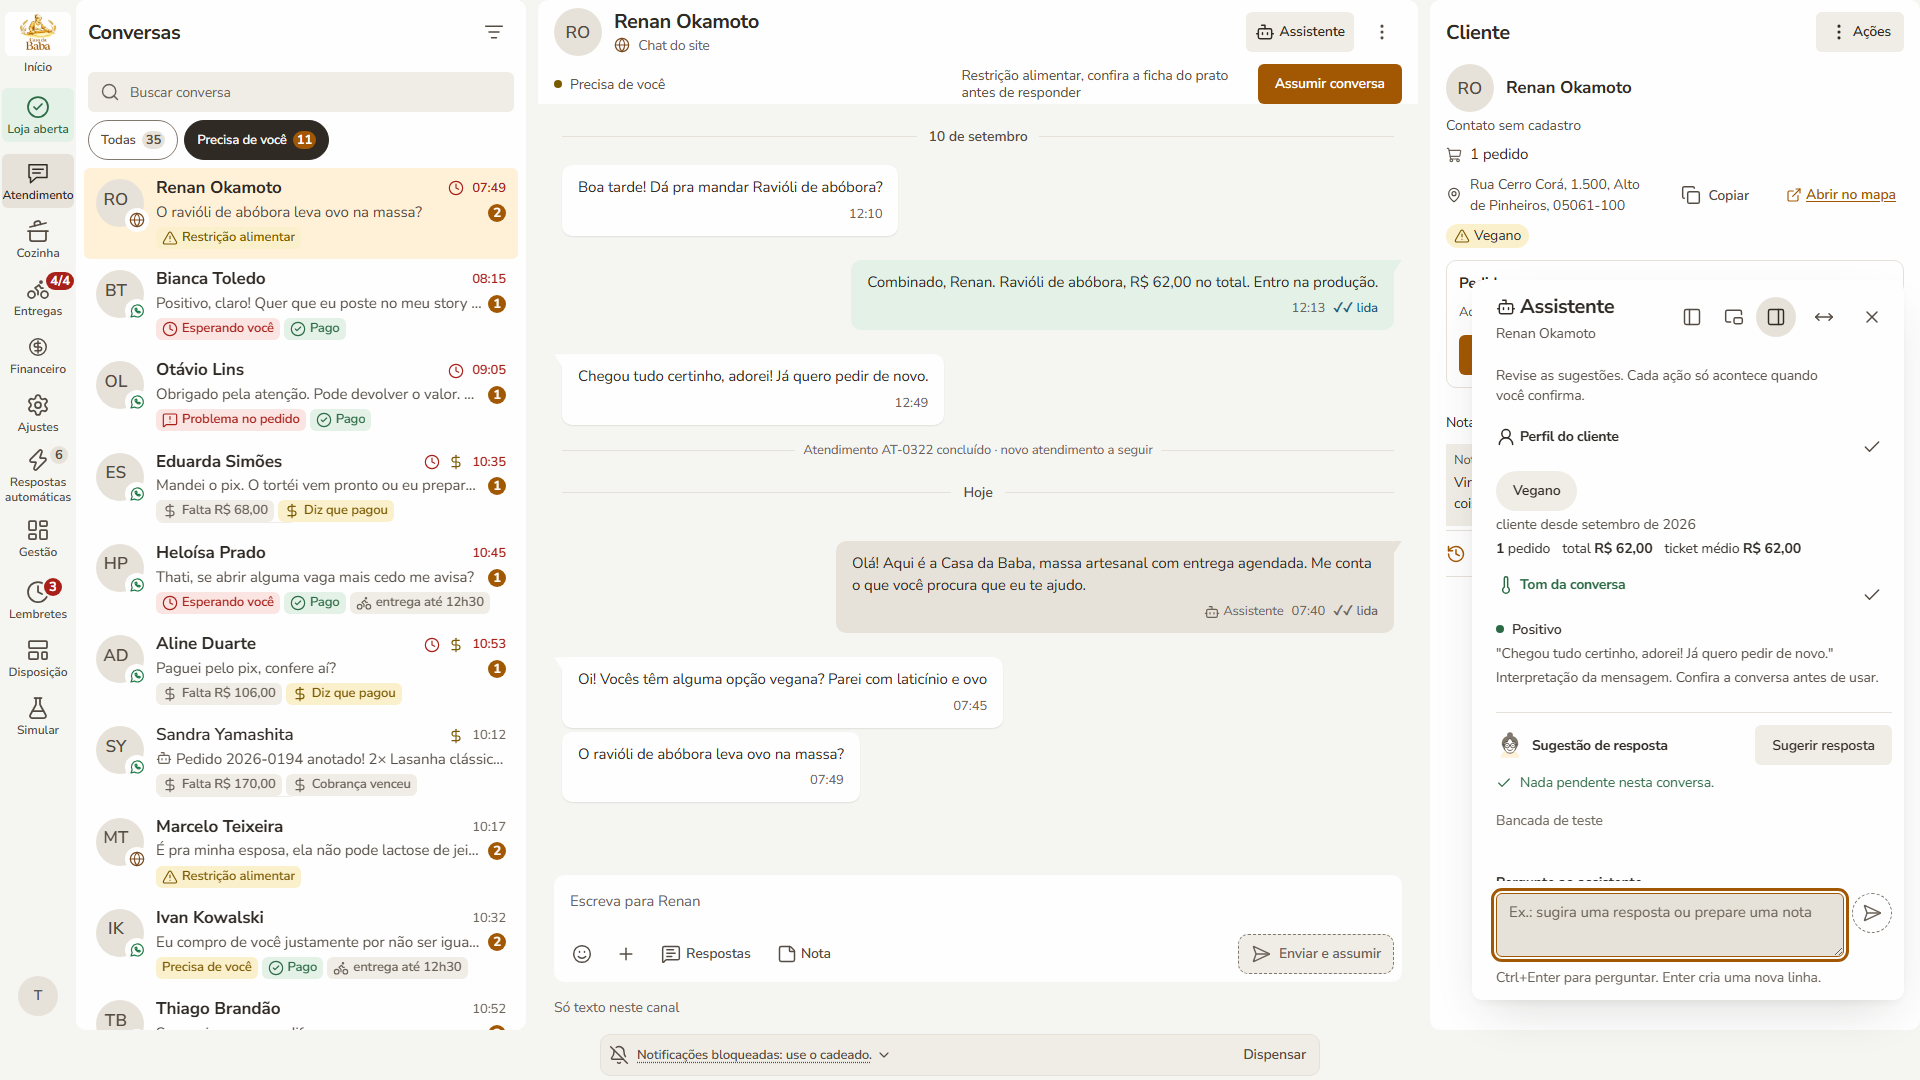 Casa da
Baba
Início
Loja aberta
Atendimento
Cozinha
4/4
Entregas
Financeiro
Ajustes
6
Respostas
automáticas
Gestão
3
Lembretes
Disposição
Simular
T
Conversas
Buscar conversa
Todas 35
Precisa de você 11
RO
Renan Okamoto
07:49
O ravióli de abóbora leva ovo na massa?
2
Restrição alimentar
BT
Bianca Toledo
08:15
Positivo, claro! Quer que eu poste no meu story ...
1
Esperando você
Pago
OL
Otávio Lins
09:05
Obrigado pela atenção. Pode devolver o valor. ...
1
Problema no pedido
Pago
ES
Eduarda Simões
10:35
Mandei o pix. O tortéi vem pronto ou eu prepar...
1
Falta R$ 68,00
Diz que pagou
HP
Heloísa Prado
10:45
Thati, se abrir alguma vaga mais cedo me avisa?
1
Esperando você
Pago
entrega até 12h30
AD
Aline Duarte
10:53
Paguei pelo pix, confere aí?
1
Falta R$ 106,00
Diz que pagou
SY
Sandra Yamashita
10:12
Pedido 2026-0194 anotado! 2× Lasanha clássic...
Falta R$ 170,00
Cobrança venceu
MT
Marcelo Teixeira
10:17
É pra minha esposa, ela não pode lactose de jei...
2
Restrição alimentar
IK
Ivan Kowalski
10:32
Eu compro de você justamente por não ser igua...
2
Precisa de você
Pago
entrega até 12h30
TB
Thiago Brandão
10:52
RO
Renan Okamoto
Chat do site
Assistente
Precisa de você
Restrição alimentar, confira a ficha do prato
antes de responder
Assumir conversa
10 de setembro
Boa tarde! Dá pra mandar Ravióli de abóbora?
12:10
Combinado, Renan. Ravióli de abóbora, R$ 62,00 no total. Entro na produção.
12:13 lida
Chegou tudo certinho, adorei! Já quero pedir de novo.
12:49
Atendimento AT-0322 concluído · novo atendimento a seguir
Hoje
Olá! Aqui é a Casa da Baba, massa artesanal com entrega agendada. Me conta
o que você procura que eu te ajudo.
Assistente 07:40 lida
Oi! Vocês têm alguma opção vegana? Parei com laticínio e ovo
07:45
O ravióli de abóbora leva ovo na massa?
07:49
Escreva para Renan
Respostas
Nota
Enviar e assumir
Só texto neste canal
Notificações bloqueadas: use o cadeado.
Dispensar
Cliente
Ações
RO
Renan Okamoto
Contato sem cadastro
1 pedido
Rua Cerro Corá, 1.500, Alto
de Pinheiros, 05061-100
Copiar
Abrir no mapa
Vegano
Assistente
Renan Okamoto
Revise as sugestões. Cada ação só acontece quando
você confirma.
Perfil do cliente
Vegano
cliente desde setembro de 2026
1 pedido total R$ 62,00 ticket médio R$ 62,00
Tom da conversa
Positivo
"Chegou tudo certinho, adorei! Já quero pedir de novo."
Interpretação da mensagem. Confira a conversa antes de usar.
Sugestão de resposta
Sugerir resposta
Nada pendente nesta conversa.
Bancada de teste
Ex.: sugira uma resposta ou prepare uma nota
Ctrl+Enter para perguntar. Enter cria uma nova linha.